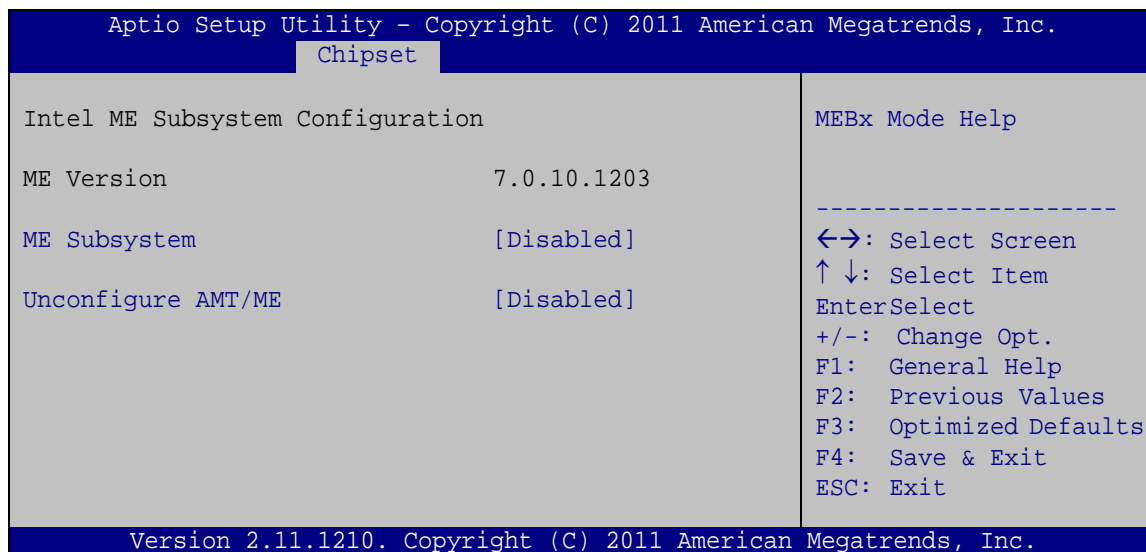 Aptio Setup Utility – Copyright (C) 2011 American Megatrends, Inc.
Chipset
Intel ME Subsystem Configuration
ME Version 7.0.10.1203
ME Subsystem [Disabled]
Unconfigure AMT/ME [Disabled]
MEBx Mode Help
---------------------
←→: Select Screen
↑ ↓: Select Item
EnterSelect
+/-: Change Opt.
F1: General Help
F2: Previous Values
F3: Optimized Defaults
F4: Save & Exit
ESC: Exit
Version 2.11.1210. Copyright (C) 2011 American Megatrends, Inc.